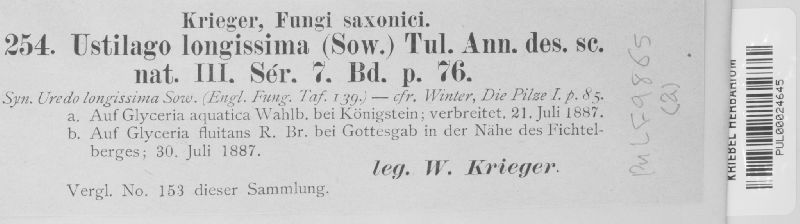 Krieger, Fungi saxonici.
254. Ustilago longissima (Sow.) Tul. Ann. des. sc.
nat. III. Sér. 7. Bd. p. 76.
Syn. Uredo longissima Sow. (Engl. Fung. Taf. 139.) — cfr. Winter, Die Pilze I. p. 85.
a. Auf Glyceria aquatica Wahlb. bei Königstein; verbreitet. 21. Juli 1887.
b. Auf Glyceria fluitans R. Br. bei Gottesgab in der Nähe des Fichtel-
berges; 30. Juli 1887.
leg. W. Krieger.
Vergl. No. 153 dieser Sammlung.
PUL F9865
(a)
KRIEBEL HERBARIUM
PUL00024645